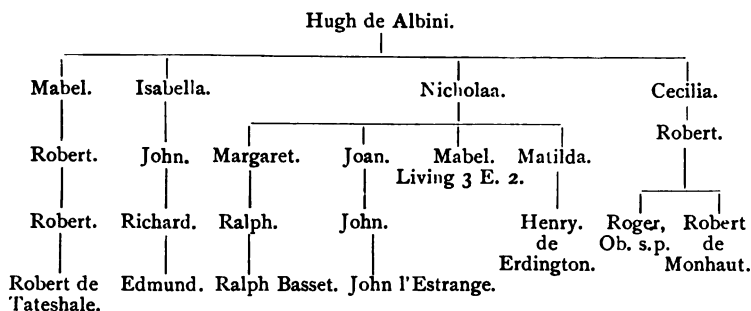 Hugh de Albini.
Mabel. Isabella. Nicholaa. Cecilia.
Robert.
Robert. John. Margaret. Joan. Mabel. Matilda.
Living 3 E. 2.
Robert. Richard. Ralph. John. Henry. Roger, Robert
de Ob. s.p. de
Erdington. Monhaut.
Robert de Edmund. Ralph Basset. John l'Estrange.
Tateshale.